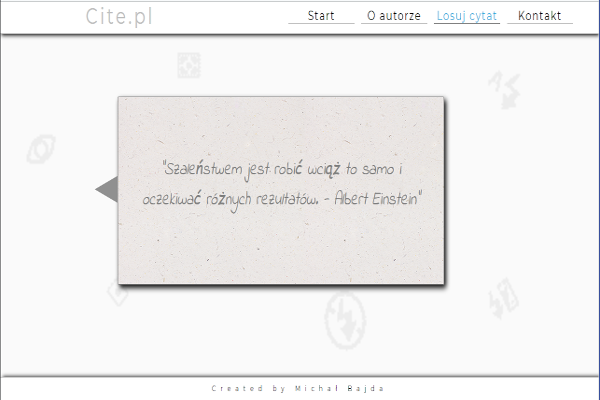 Cite.pl
Start O autorze Losuj cytat Kontakt
"Szaleństwem jest robić wciąż to samo i
oczekiwać różnych rezultatów. - Albert Einstein"
Created by Michał Bajda